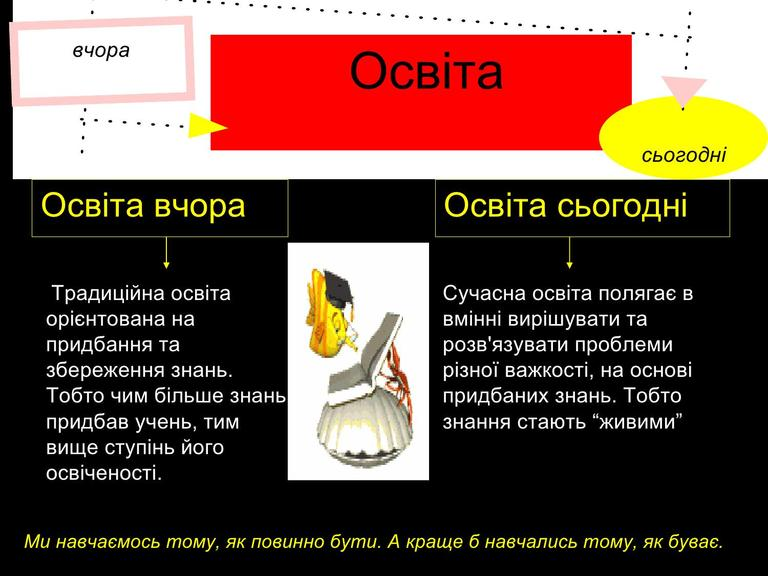 вчора
Освіта
сьогодні
Освіта вчора
Освіта сьогодні
Традиційна освіта
орієнтована на
придбання та
збереження знань.
Тобто чим більше знань
придбав учень, тим
вище ступінь його
освіченості.
Сучасна освіта полягає в
вмінні вирішувати та
розв'язувати проблеми
різної важкості, на основі
придбаних знань. Тобто
знання стають “живими”
Ми навчаємось тому, як повинно бути. А краще б навчались тому, як буває.